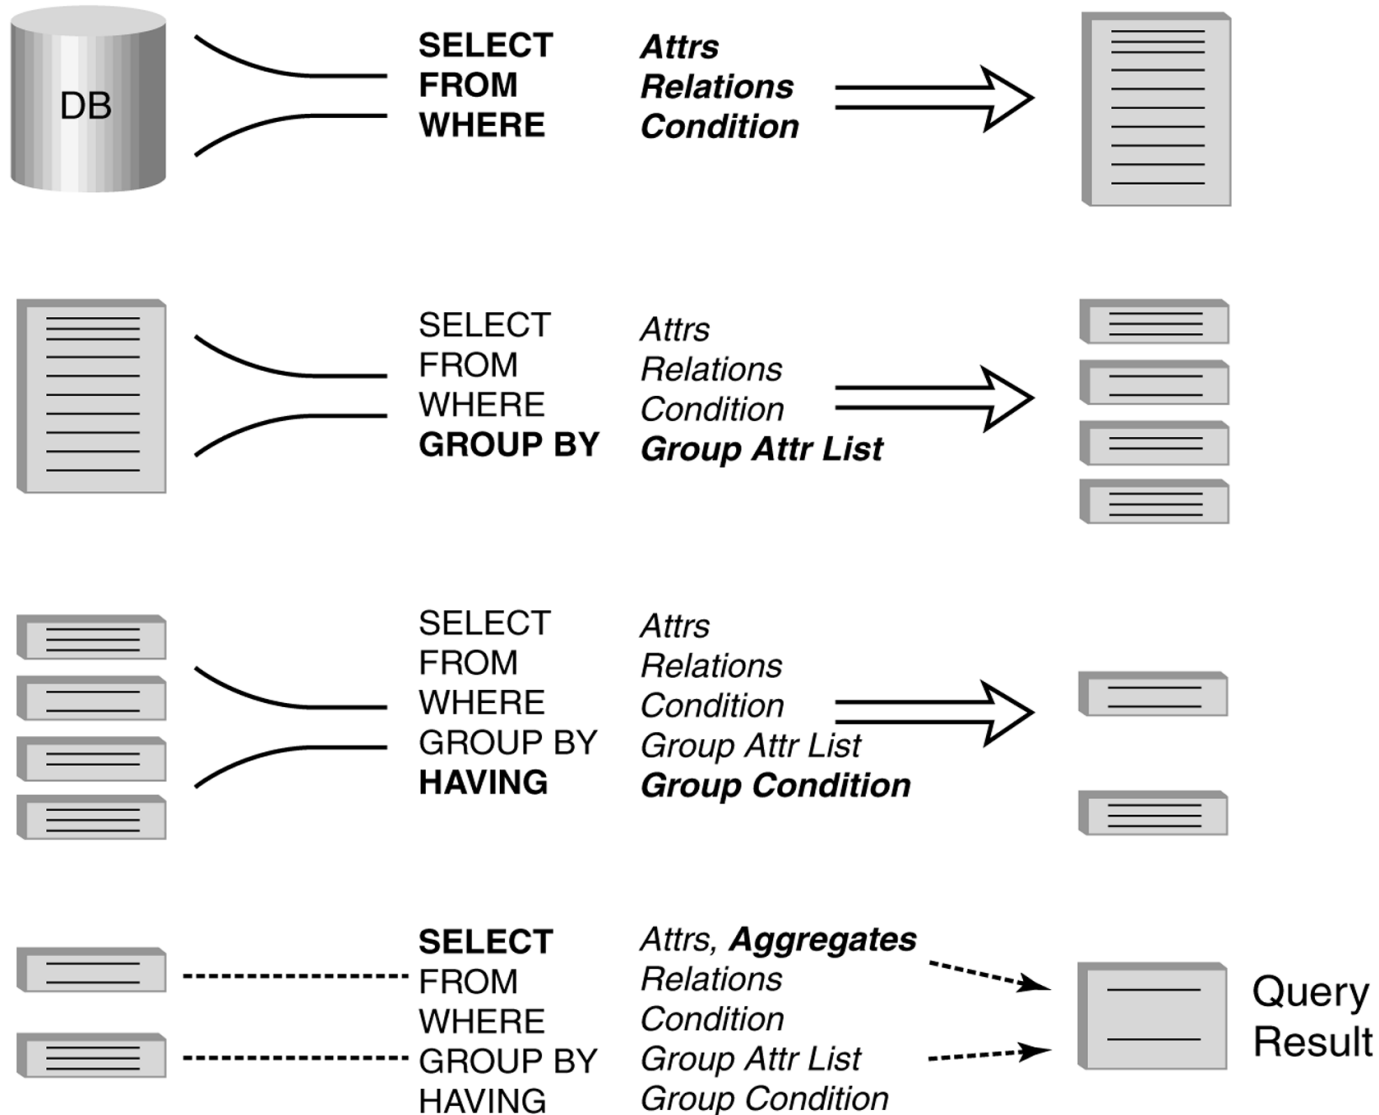 DB
SELECT Attrs
FROM Relations
WHERE Condition
SELECT Attrs
FROM Relations
WHERE Condition
GROUP BY Group Attr List
SELECT Attrs
FROM Relations
WHERE Condition
GROUP BY Group Attr List
HAVING Group Condition
SELECT Attrs, Aggregates
FROM Relations
WHERE Condition
GROUP BY Group Attr List
HAVING Group Condition
Query
Result